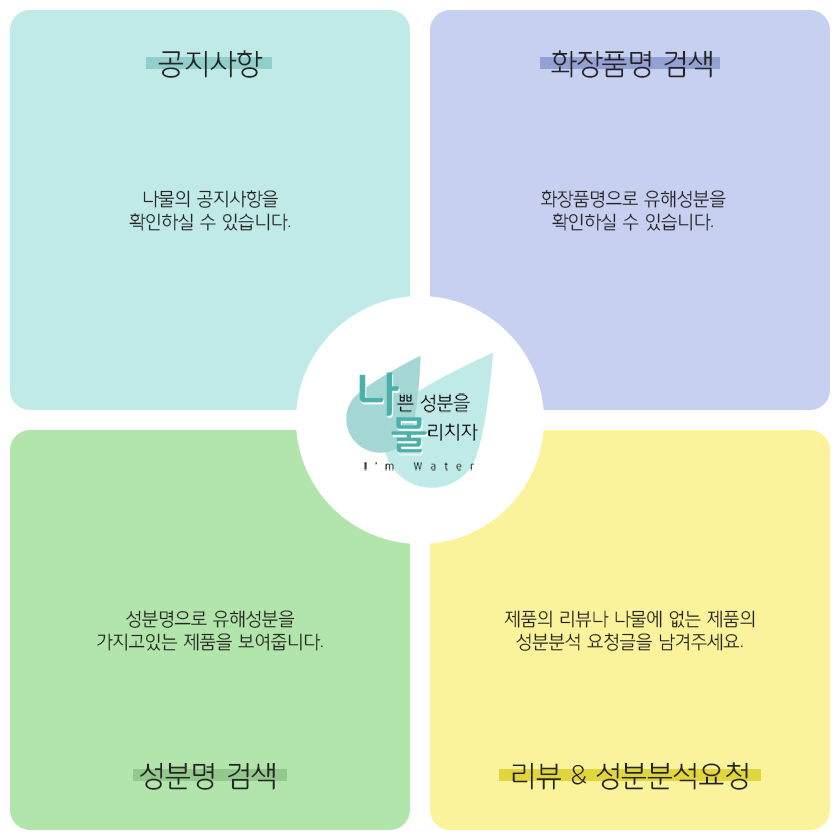 공지사항
나물의 공지사항을
확인하실 수 있습니다.
화장품명 검색
화장품명으로 유해성분을
확인하실 수 있습니다.
나쁜 성분을
물리치자
I'm Water
성분명으로 유해성분을
가지고있는 제품을 보여줍니다.
성분명 검색
제품의 리뷰나 나물에 없는 제품의
성분분석 요청글을 남겨주세요.
리뷰 & 성분분석요청